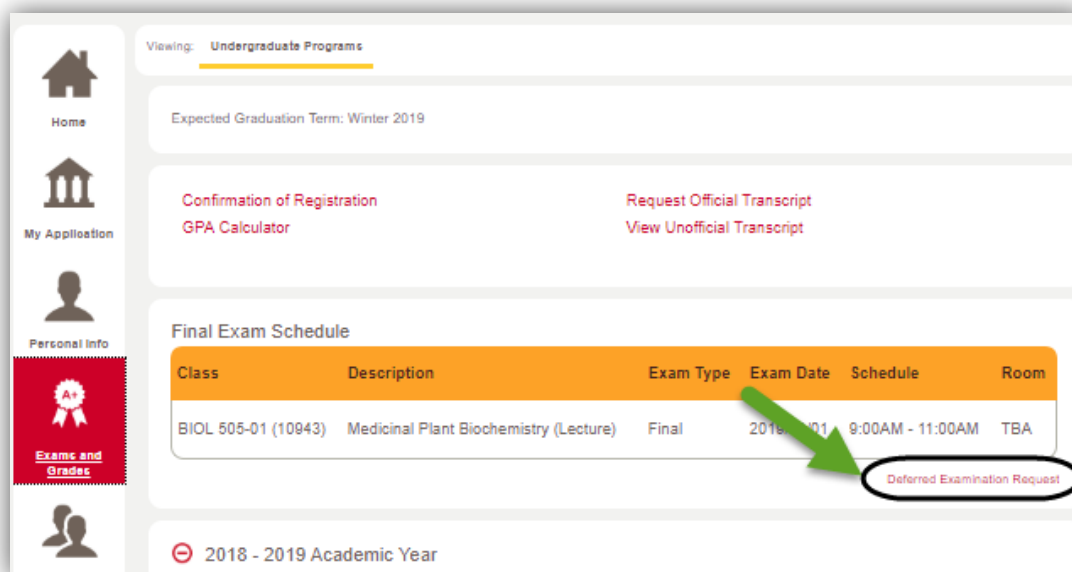 Viewing: Undergraduate Programs
Home
Expected Graduation Term: Winter 2019
My Application
Confirmation of Registration
Request Official Transcript
GPA Calculator
View Unofficial Transcript
Personal Info
Final Exam Schedule
Class Description Exam Type Exam Date Schedule Room
BIOL 505-01 (10943) Medicinal Plant Biochemistry (Lecture) Final 9:00AM - 11:00AM TBA
A+
Exams and
Grades
Deferred Examination Request
2018 - 2019 Academic Year